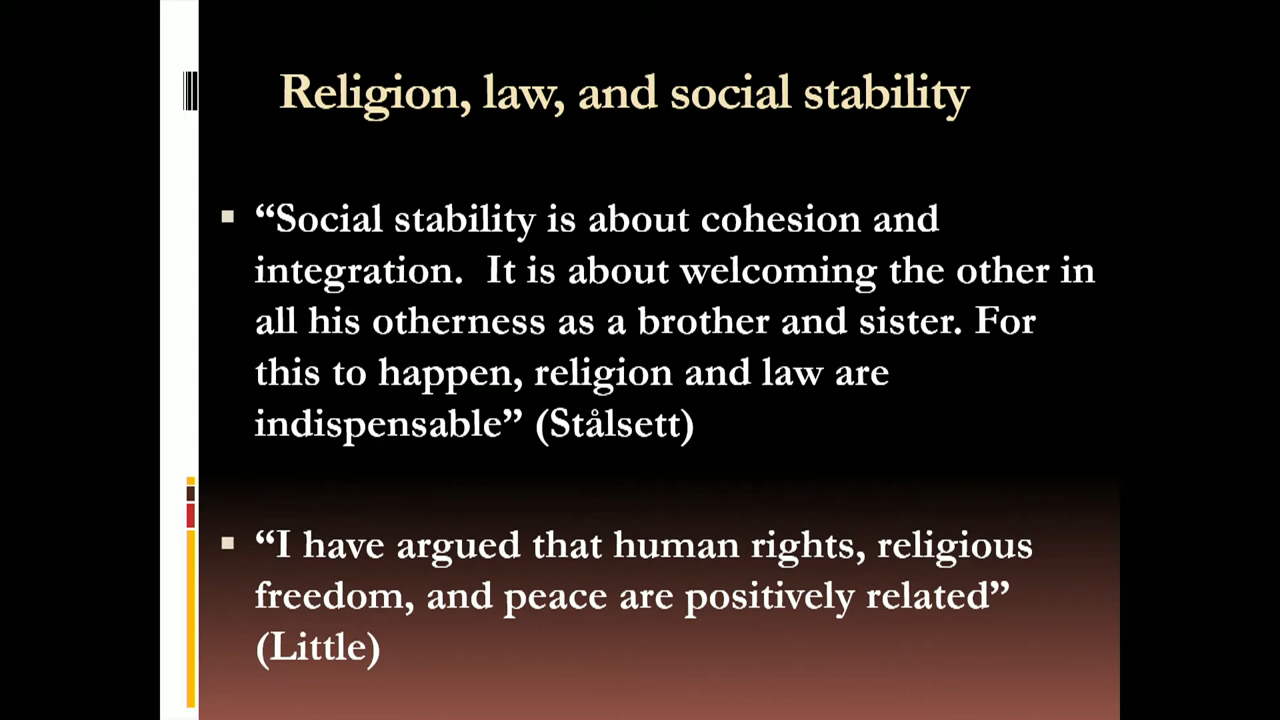 Religion, law, and social stability
“Social stability is about cohesion and
integration.  It is about welcoming the other in
all his otherness as a brother and sister. For
this to happen, religion and law are
indispensable” (Stålsett)
“I have argued that human rights, religious
freedom, and peace are positively related”
(Little)